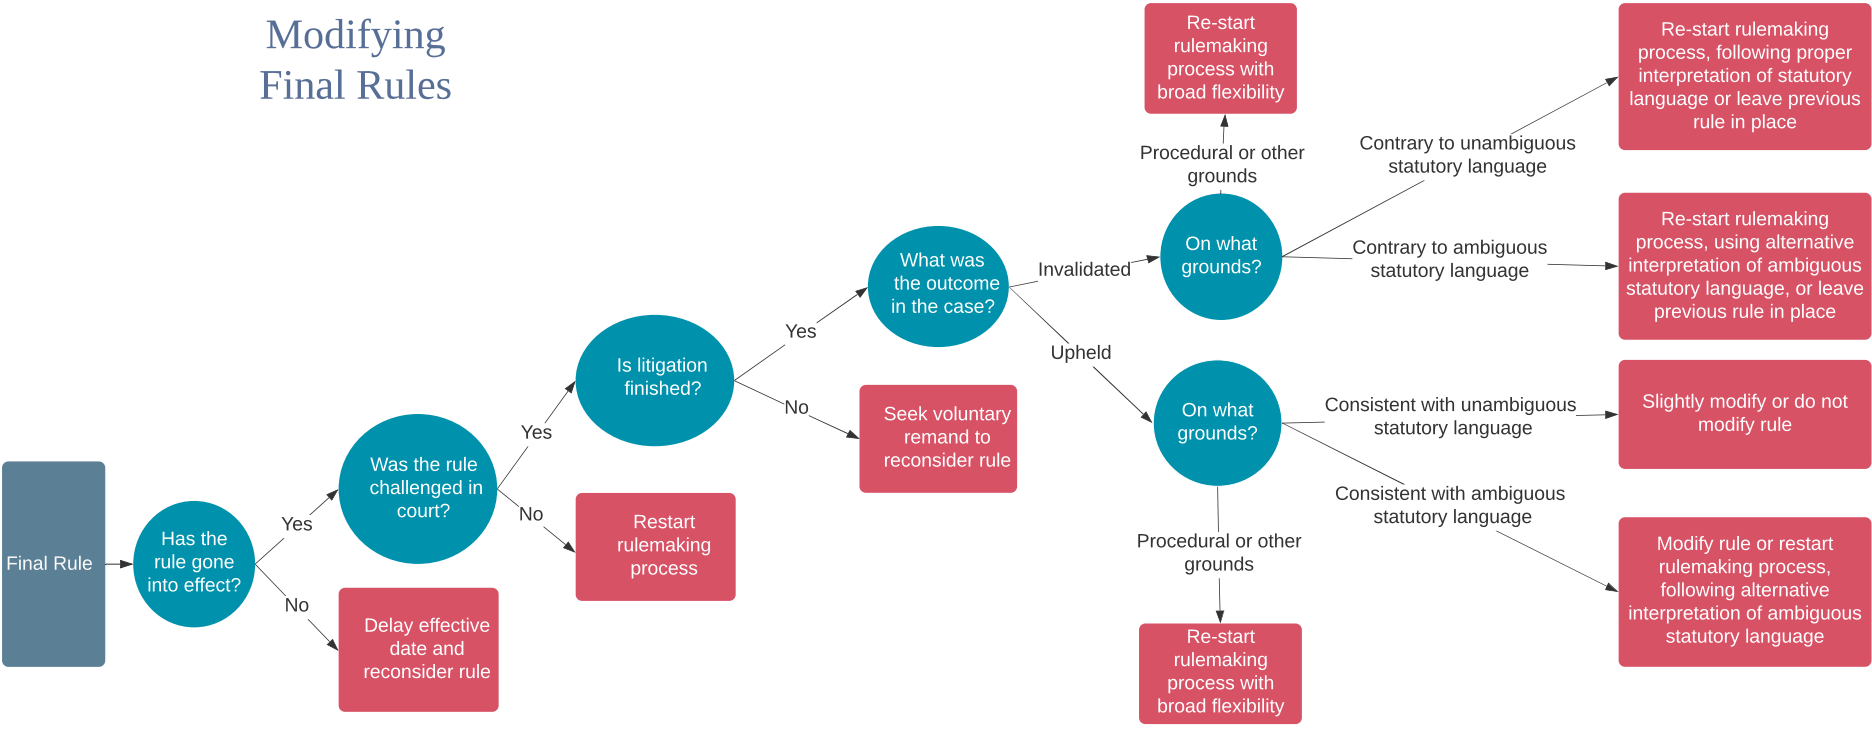 Modifying
Final Rules
Final Rule
Has the
rule gone
into effect?
Yes
No
Delay effective
date and
reconsider rule
Was the rule
challenged in
court?
Yes
No
Restart
rulemaking
process
Is litigation
finished?
Yes
No
Seek voluntary
remand to
reconsider rule
What was
the outcome
in the case?
Invalidated
Upheld
On what
grounds?
Procedural or other
grounds
Re-start
rulemaking
process with
broad flexibility
Contrary to unambiguous
statutory language
Re-start rulemaking
process, following proper
interpretation of statutory
language or leave previous
rule in place
Contrary to ambiguous
statutory language
Re-start rulemaking
process, using alternative
interpretation of ambiguous
statutory language, or leave
previous rule in place
On what
grounds?
Consistent with unambiguous
statutory language
Slightly modify or do not
modify rule
Consistent with ambiguous
statutory language
Modify rule or restart
rulemaking process,
following alternative
interpretation of ambiguous
statutory language
Procedural or other
grounds
Re-start
rulemaking
process with
broad flexibility